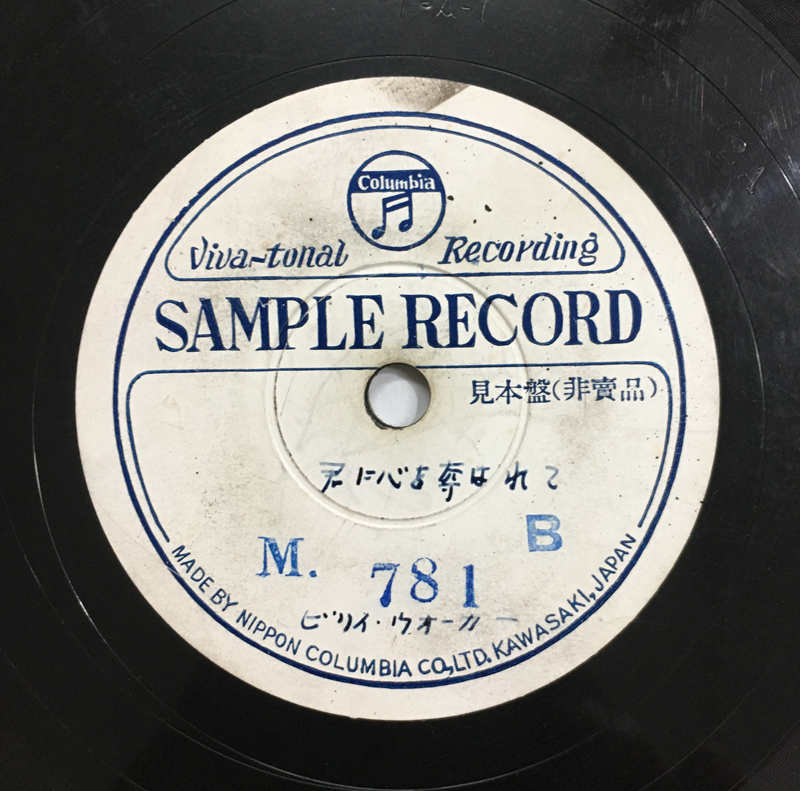 Columbia
Viva-tonal Recording
SAMPLE RECORD
見本盤(非賣品)
君に心を奪はれて
B
M. 781
ビリイ・ウォーカー
MADE BY NIPPON COLUMBIA CO.,LTD. KAWASAKI, JAPAN